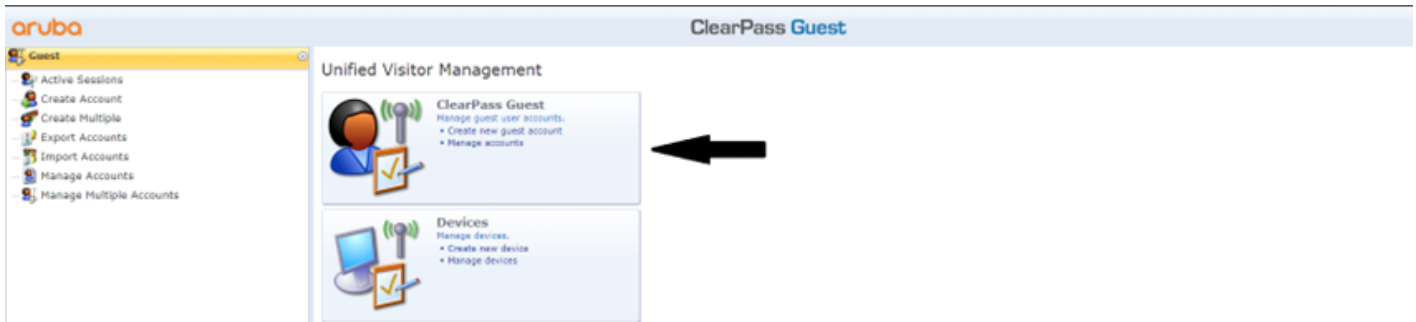 aruba
ClearPass Guest
Guest
Active Sessions
Create Account
Create Multiple
Export Accounts
Import Accounts
Manage Accounts
Manage Multiple Accounts
Unified Visitor Management
ClearPass Guest
Manage guest user accounts.
• Create new guest account
• Manage accounts
Devices
Manage devices.
• Create new device
• Manage devices